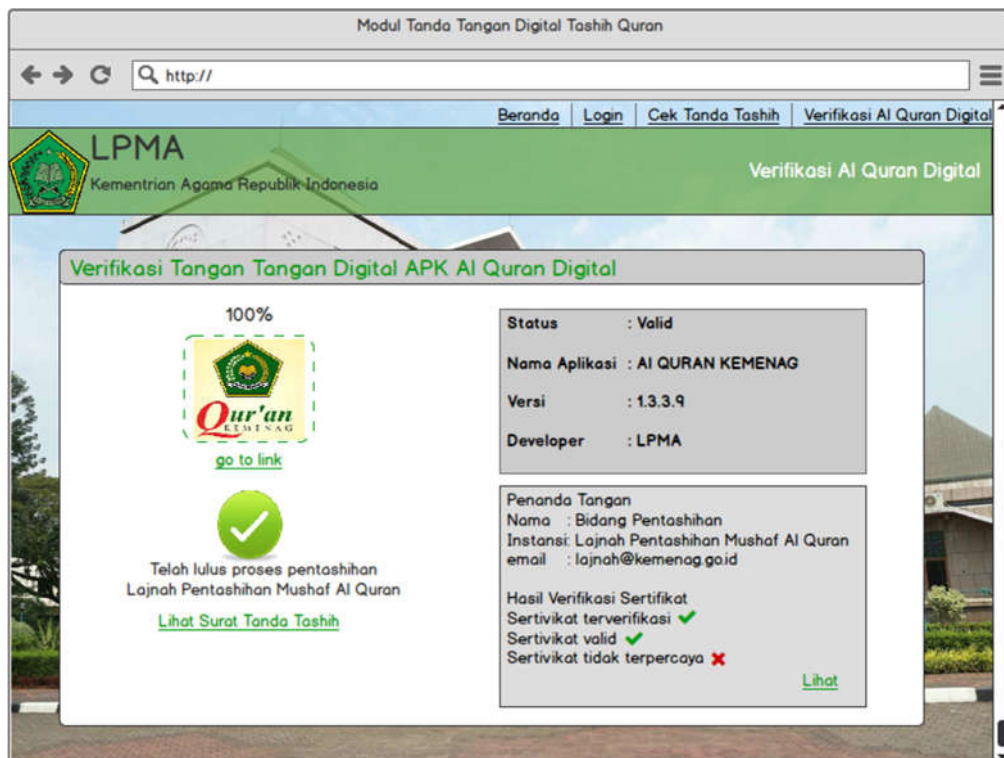 Modul Tanda Tangan Digital Tashih Quran
http://
Beranda | Login | Cek Tanda Tashih | Verifikasi Al Quran Digital
LPMA
Kementrian Agama Republik Indonesia
Verifikasi Al Quran Digital
Verifikasi Tangan Tangan Digital APK Al Quran Digital
100%
Qur'an
KEMENAG
go to link
Telah lulus proses pentashihan
Lajnah Pentashihan Mushaf Al Quran
Lihat Surat Tanda Tashih
Status : Valid
Nama Aplikasi : Al QURAN KEMENAG
Versi : 1.3.3.9
Developer : LPMA
Penanda Tangan
Nama : Bidang Pentashihan
Instansi: Lajnah Pentashihan Mushaf Al Quran
email : lajnah@kemenag.go.id
Hasil Verifikasi Sertifikat
Sertivikat terverifikasi
Sertivikat valid
Sertivikat tidak terpercaya
Lihat